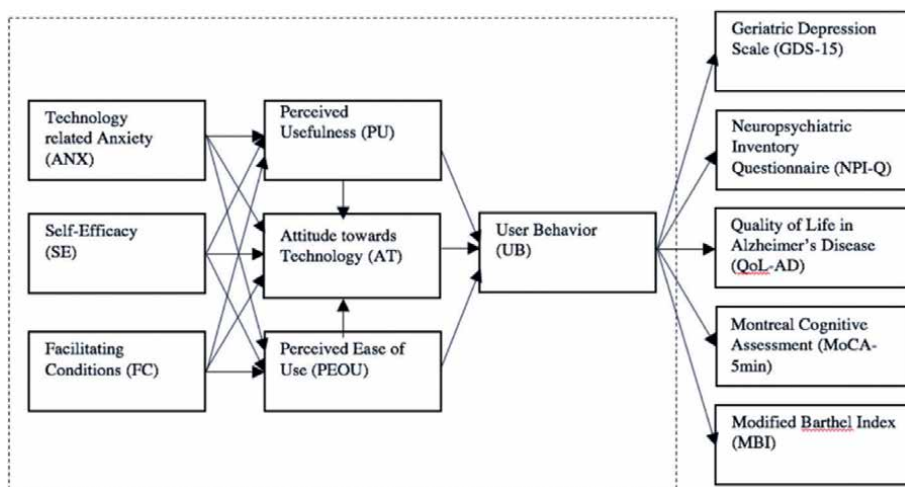 Technology
related Anxiety
(ANX)
Self-Efficacy
(SE)
Facilitating
Conditions (FC)
Perceived
Usefulness (PU)
Attitude towards
Technology (AT)
Perceived Ease of
Use (PEOU)
User Behavior
(UB)
Geriatric Depression
Scale (GDS-15)
Neuropsychiatric
Inventory
Questionnaire (NPI-Q)
Quality of Life in
Alzheimer's Disease
(QoL-AD)
Montreal Cognitive
Assessment (MoCA-
5min)
Modified Barthel Index
(MBI)